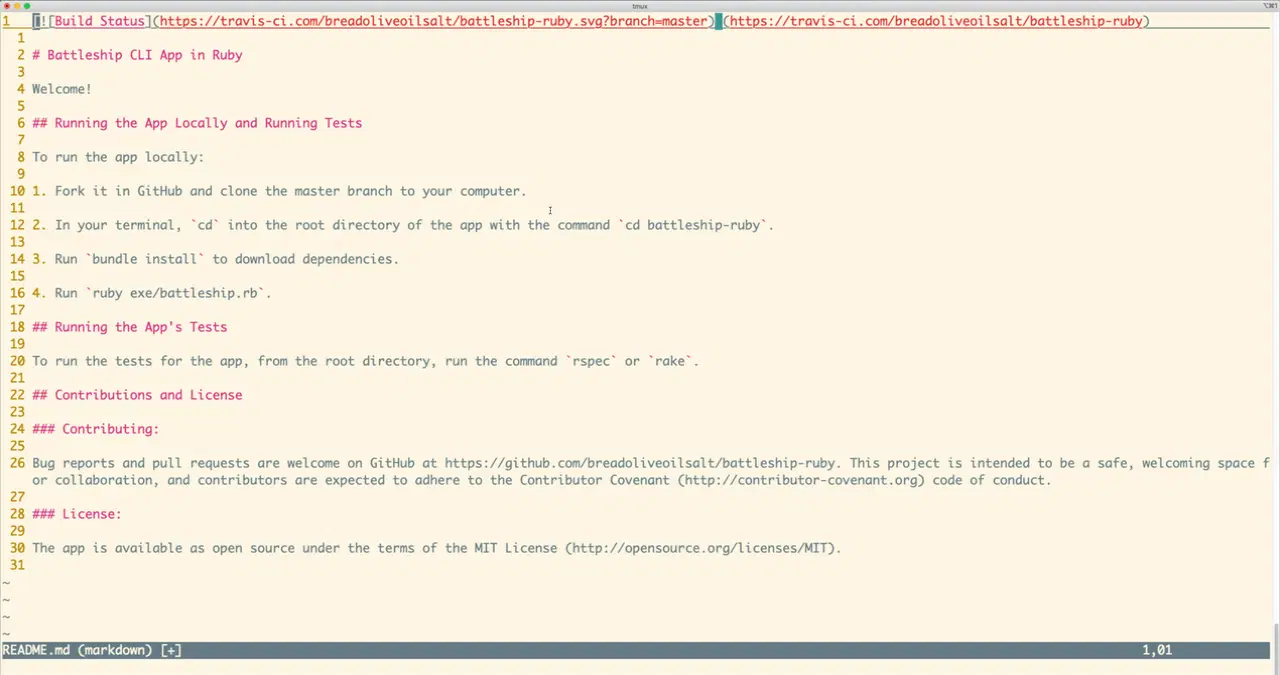 tmux
⌥⌘1
1 [![Build Status](https://travis-ci.com/breadoliveoilsalt/battleship-ruby.svg?branch=master)](https://travis-ci.com/breadoliveoilsalt/battleship-ruby)
1
2 # Battleship CLI App in Ruby
3
4 Welcome!
5
6 ## Running the App Locally and Running Tests
7
8 To run the app locally:
9
10 1. Fork it in GitHub and clone the master branch to your computer.
11
12 2. In your terminal, `cd` into the root directory of the app with the command `cd battleship-ruby`.
13
14 3. Run `bundle install` to download dependencies.
15
16 4. Run `ruby exe/battleship.rb`.
17
18 ## Running the App's Tests
19
20 To run the tests for the app, from the root directory, run the command `rspec` or `rake`.
21
22 ## Contributions and License
23
24 ### Contributing:
25
26 Bug reports and pull requests are welcome on GitHub at https://github.com/breadoliveoilsalt/battleship-ruby. This project is intended to be a safe, welcoming space f
or collaboration, and contributors are expected to adhere to the Contributor Covenant (http://contributor-covenant.org) code of conduct.
27
28 ### License:
29
30 The app is available as open source under the terms of the MIT License (http://opensource.org/licenses/MIT).
31
~
~
~
~
README.md (markdown) [+] 1,01